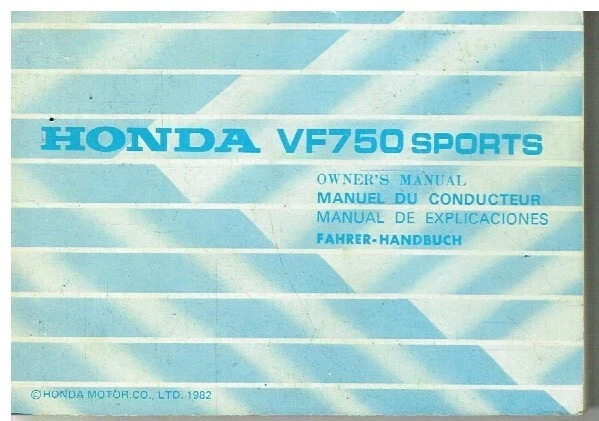 HONDA VF750 SPORTS
OWNER'S MANUAL
MANUEL DU CONDUCTEUR
MANUAL DE EXPLICACIONES
FAHRER-HANDBUCH
©HONDA MOTOR CO., LTD. 1982